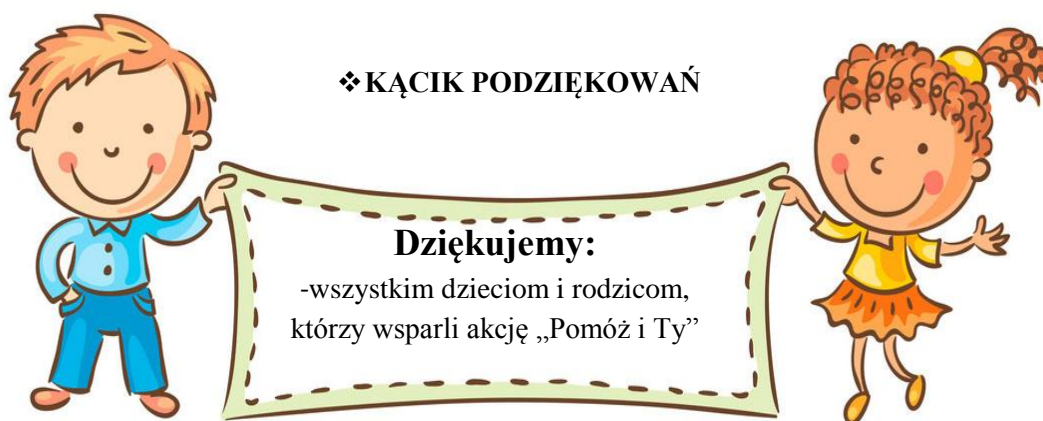 ❖KĄCIK PODZIĘKOWAŃ
Dziękujemy:
-wszystkim dzieciom i rodzicom,
którzy wsparli akcję „Pomóż i Ty”